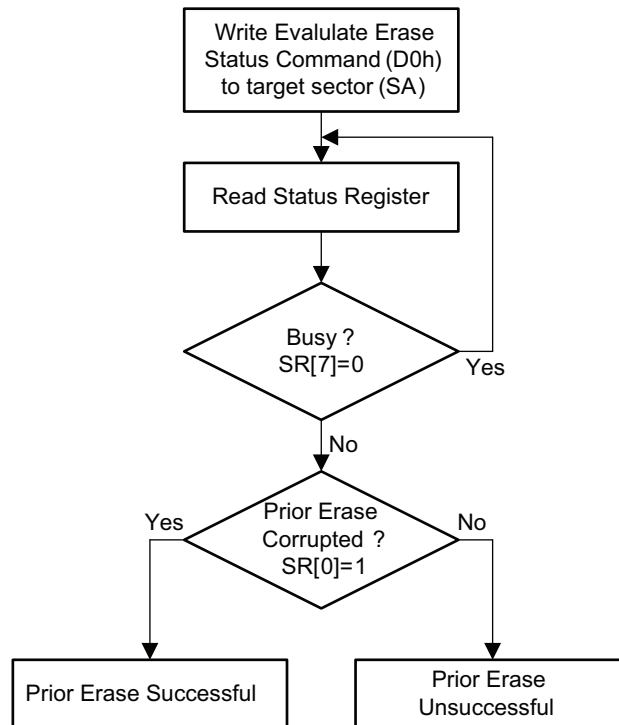 Write Evalulate Erase
Status Command (D0h)
to target sector (SA)
Read Status Register
Busy ?
SR[7]=0
Yes
No
Prior Erase
Corrupted ?
SR[0]=1
Yes
No
Prior Erase Successful
Prior Erase
Unsuccessful